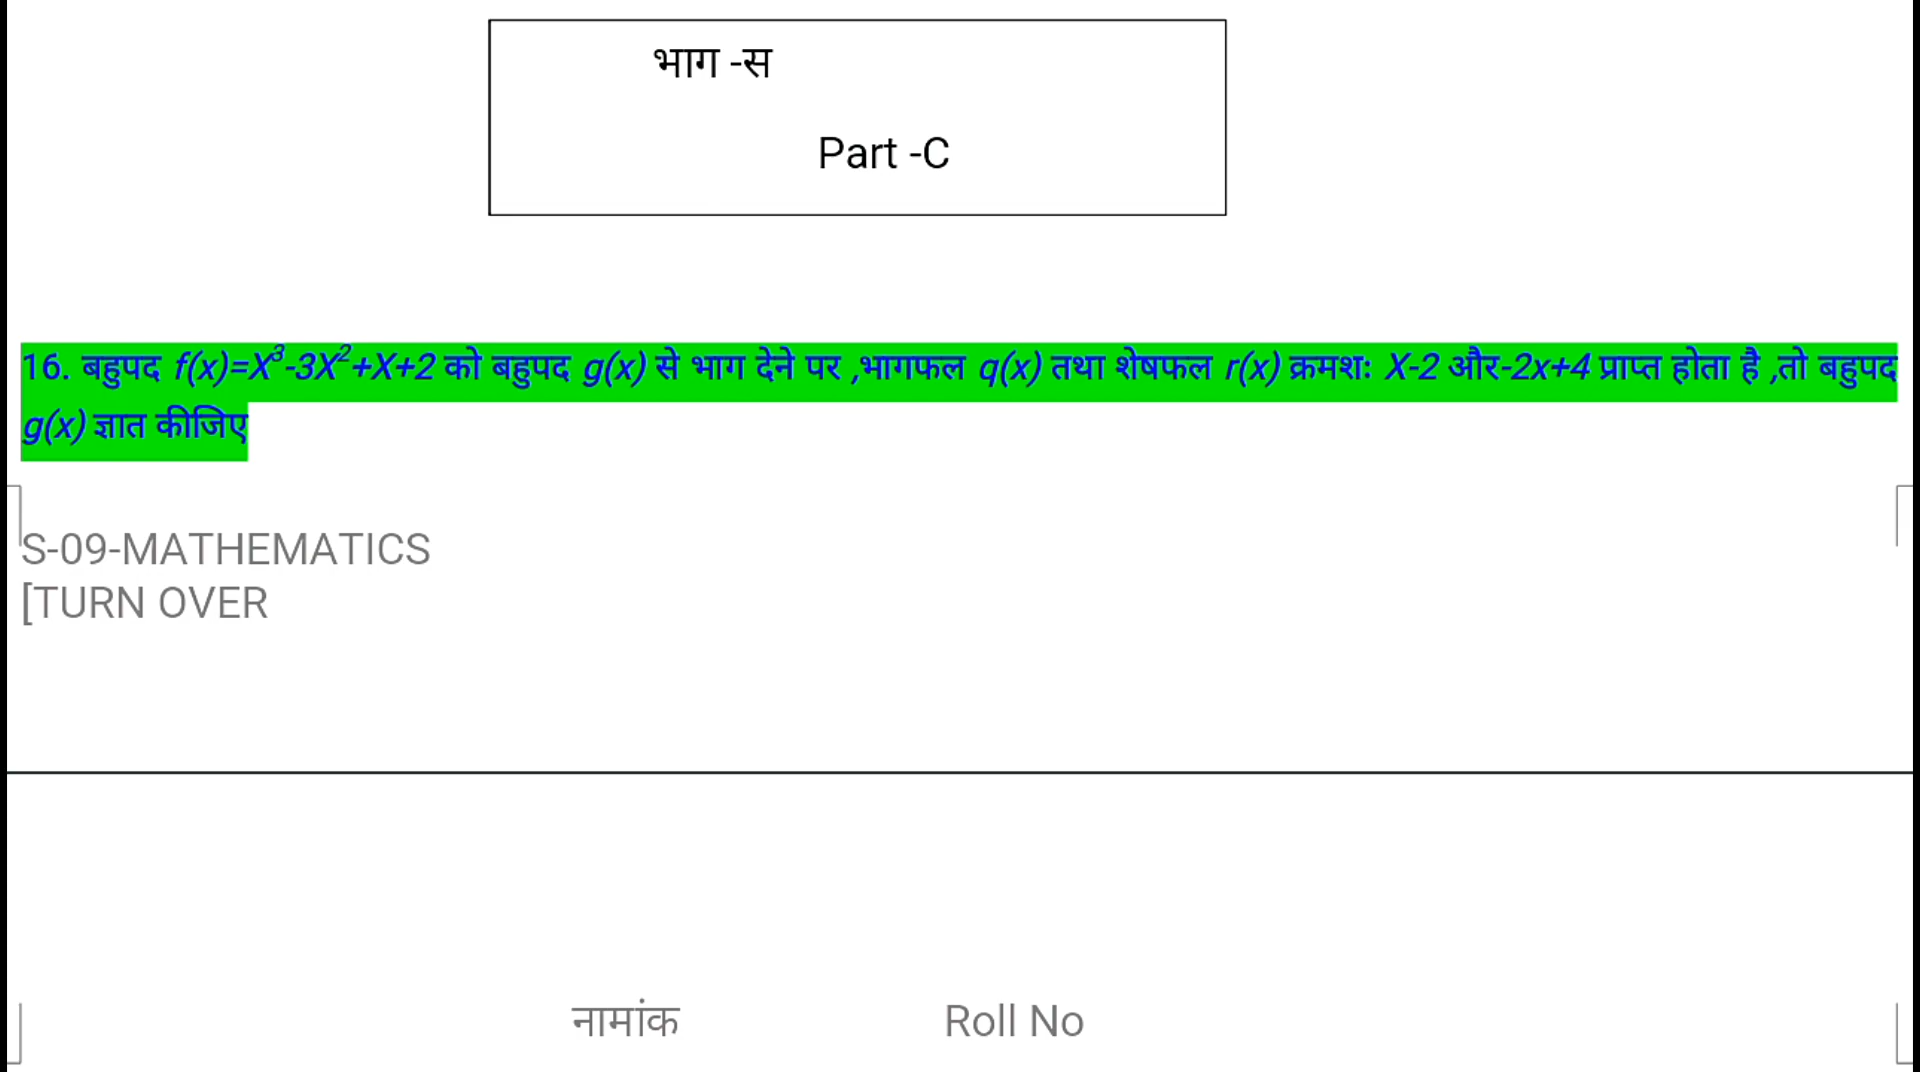 भाग -स
Part -C
16. बहुपद f(x)=X³-3X²+X+2 को बहुपद g(x) से भाग देने पर ,भागफल q(x) तथा शेषफल r(x) क्रमशः X-2 और-2x+4 प्राप्त होता है ,तो बहुपद
g(x) ज्ञात कीजिए
S-09-MATHEMATICS
[TURN OVER
नामांक Roll No